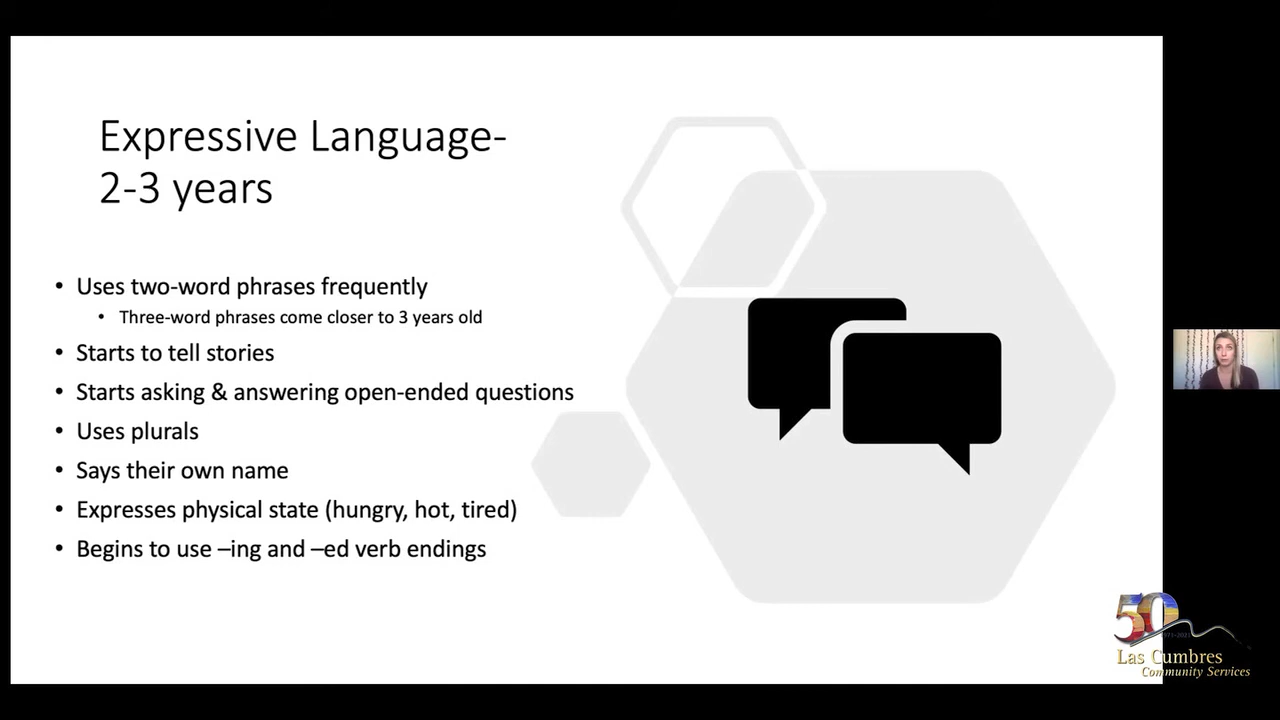 Expressive Language-
2-3 years
• Uses two-word phrases frequently
• Three-word phrases come closer to 3 years old
• Starts to tell stories
• Starts asking & answering open-ended questions
• Uses plurals
• Says their own name
• Expresses physical state (hungry, hot, tired)
• Begins to use –ing and –ed verb endings
50
1971-2021
Las Cumbres
Community Services